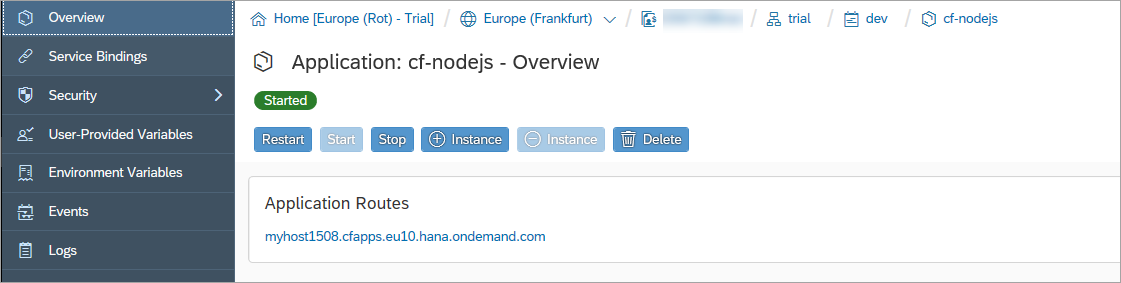 Overview
Service Bindings
Security
User-Provided Variables
Environment Variables
Events
Logs
Home [Europe (Rot) - Trial] / Europe (Frankfurt) / / trial / dev / cf-nodejs
Application: cf-nodejs - Overview
Started
Restart Start Stop Instance Instance Delete
Application Routes
myhost1508.cfapps.eu10.hana.ondemand.com